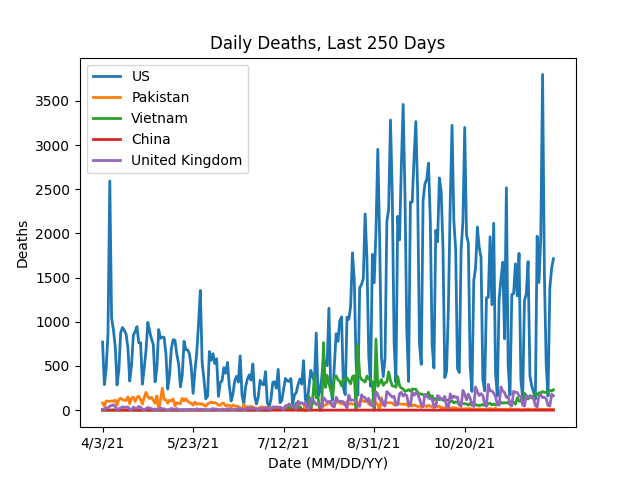 Daily Deaths, Last 250 Days
US
Pakistan
Vietnam
China
United Kingdom
3500
3000
2500
2000
1500
1000
500
0
Deaths
4/3/21 5/23/21 7/12/21 8/31/21 10/20/21
Date (MM/DD/YY)